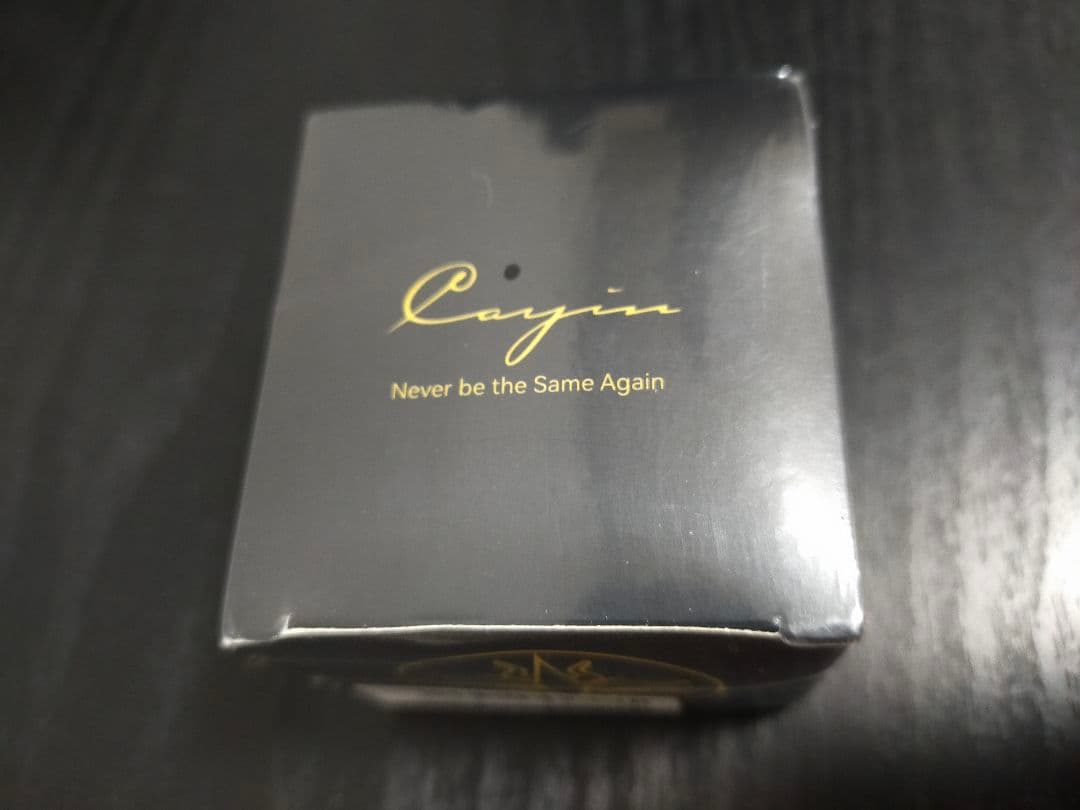 Cayin
Never be the Same Again